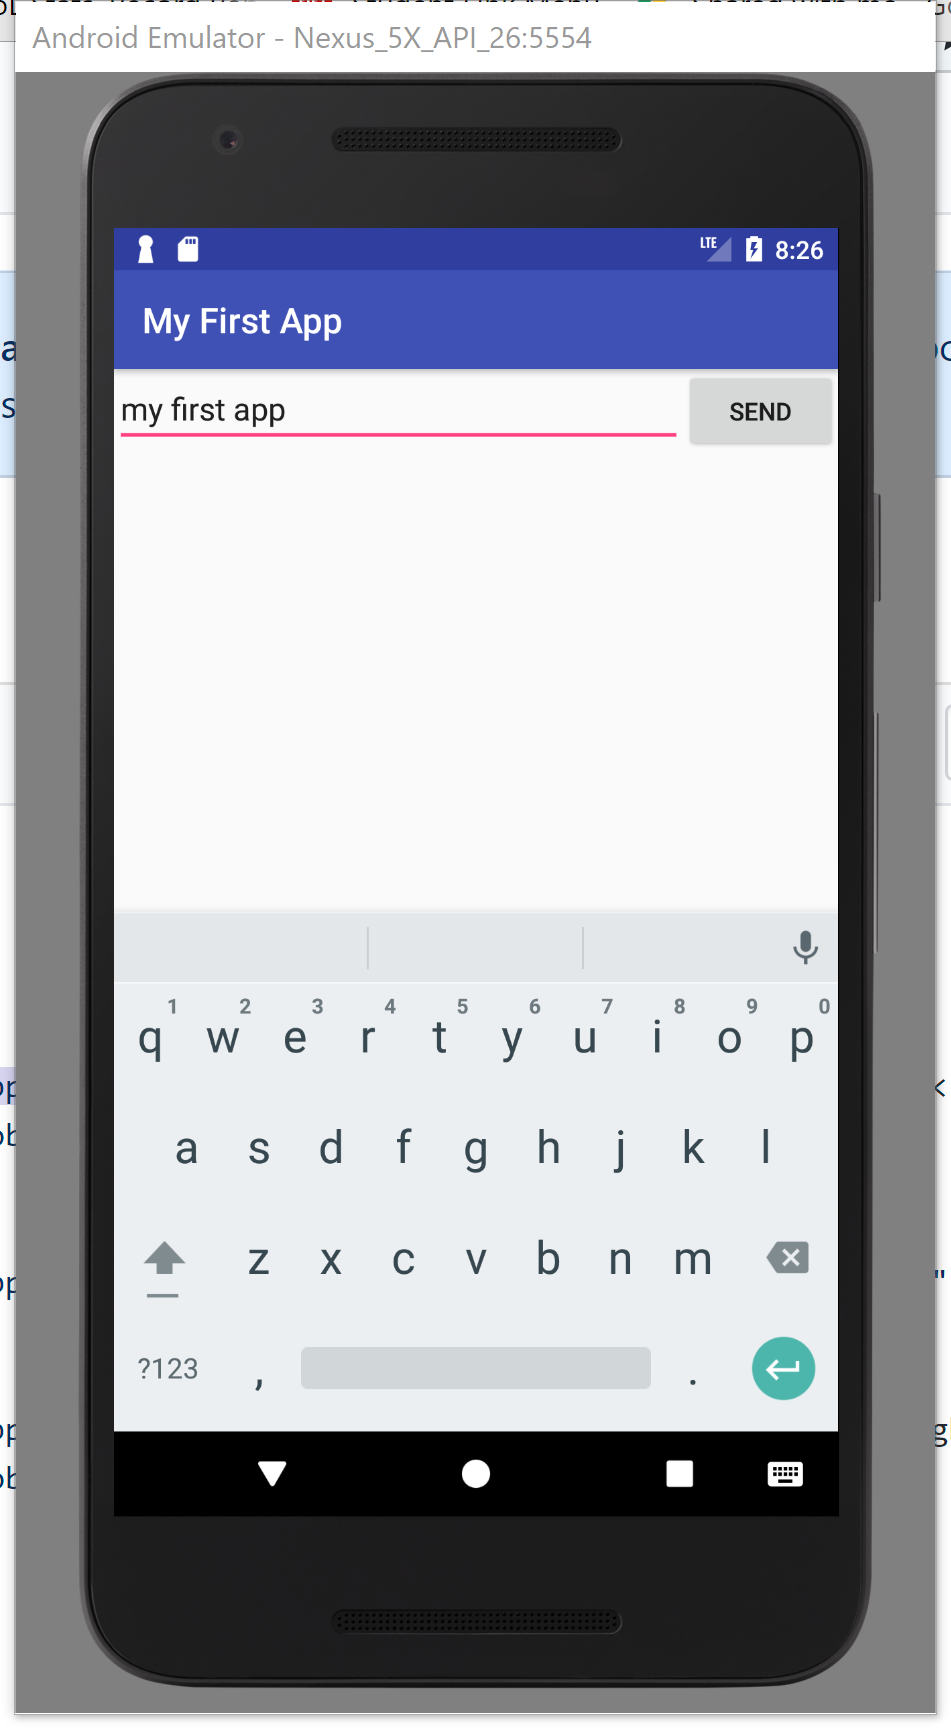 Android Emulator - Nexus_5X_API_26:5554
LTE 8:26
My First App
my first app SEND
1 2 3 4 5 6 7 8 9 0
q w e r t y u i o p
a s d f g h j k l
z x c v b n m
?123 , .